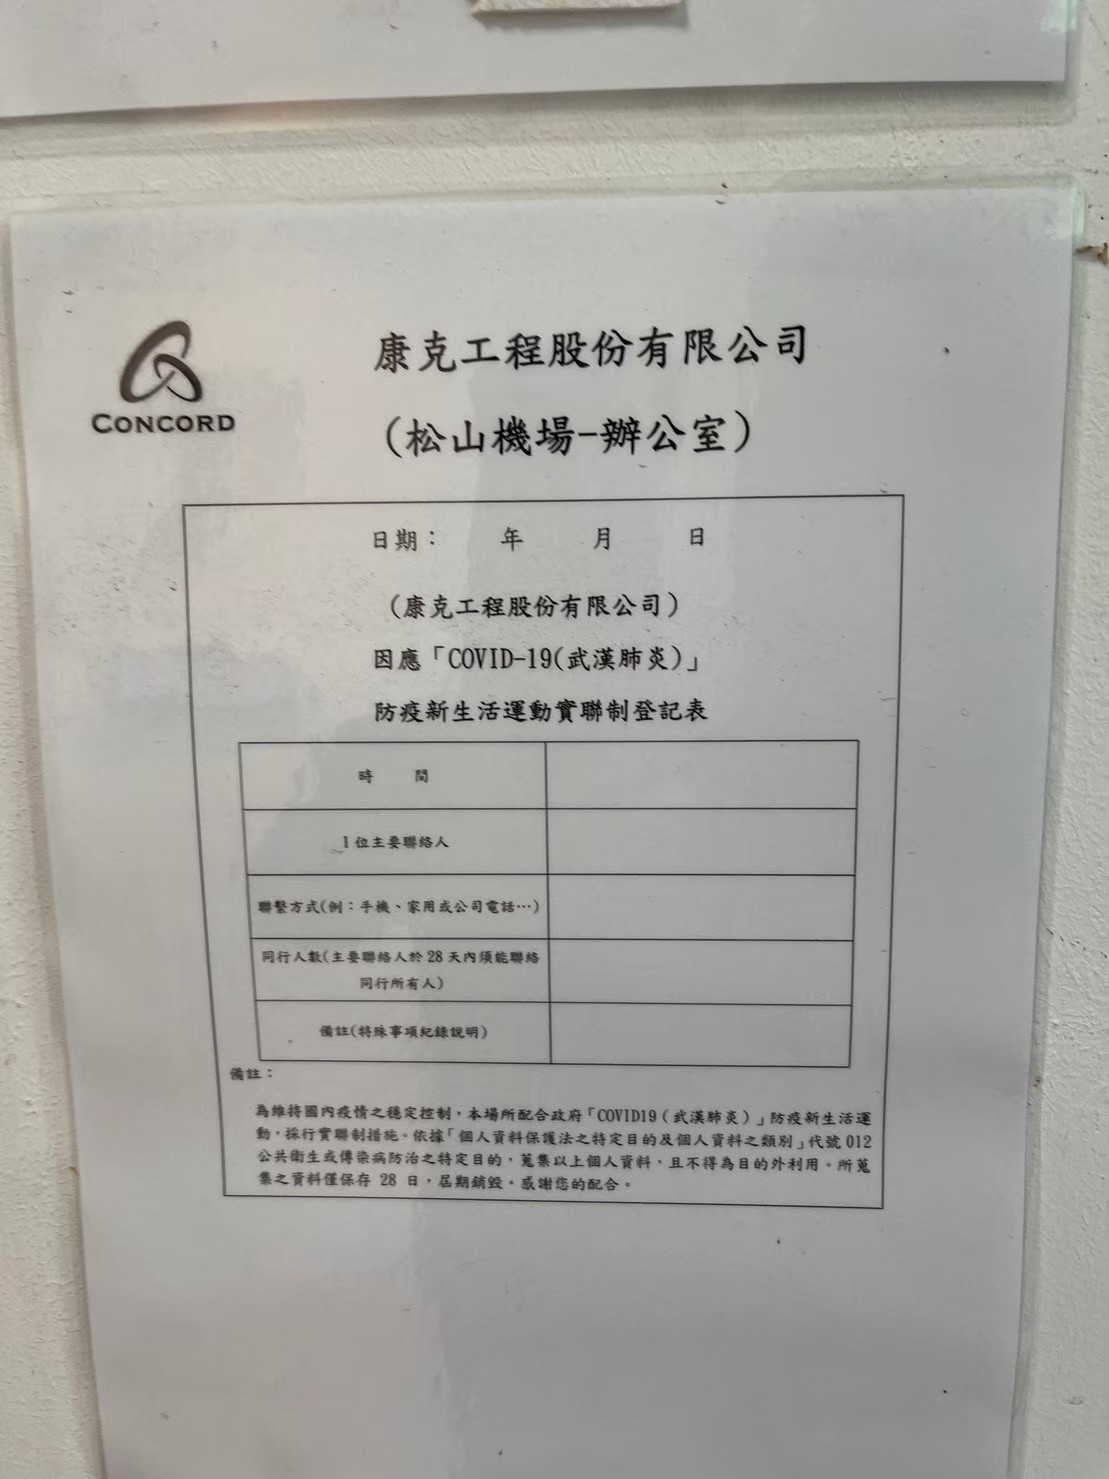 CONCORD
康克工程股份有限公司
(松山機場-辦公室)
日期： 年 月 日
(康克工程股份有限公司)
因應「COVID-19(武漢肺炎)」
防疫新生活運動實聯制登記表
時 間
1位主要聯絡人
聯繫方式(例：手機、家用或公司電話…)
同行人數(主要聯絡人於 28 天內須能聯絡
同行所有人)
備註(特殊事項紀錄說明)
備註：
為維持國內疫情之穩定控制，本場所配合政府「COVID19（武漢肺炎）」防疫新生活運
動，採行實聯制措施。依據「個人資料保護法之特定目的及個人資料之類別」代號 012
公共衛生或傳染病防治之特定目的，蒐集以上個人資料，且不得為目的外利用。所蒐
集之資料僅保存 28 日，屆期銷毀。感謝您的配合。